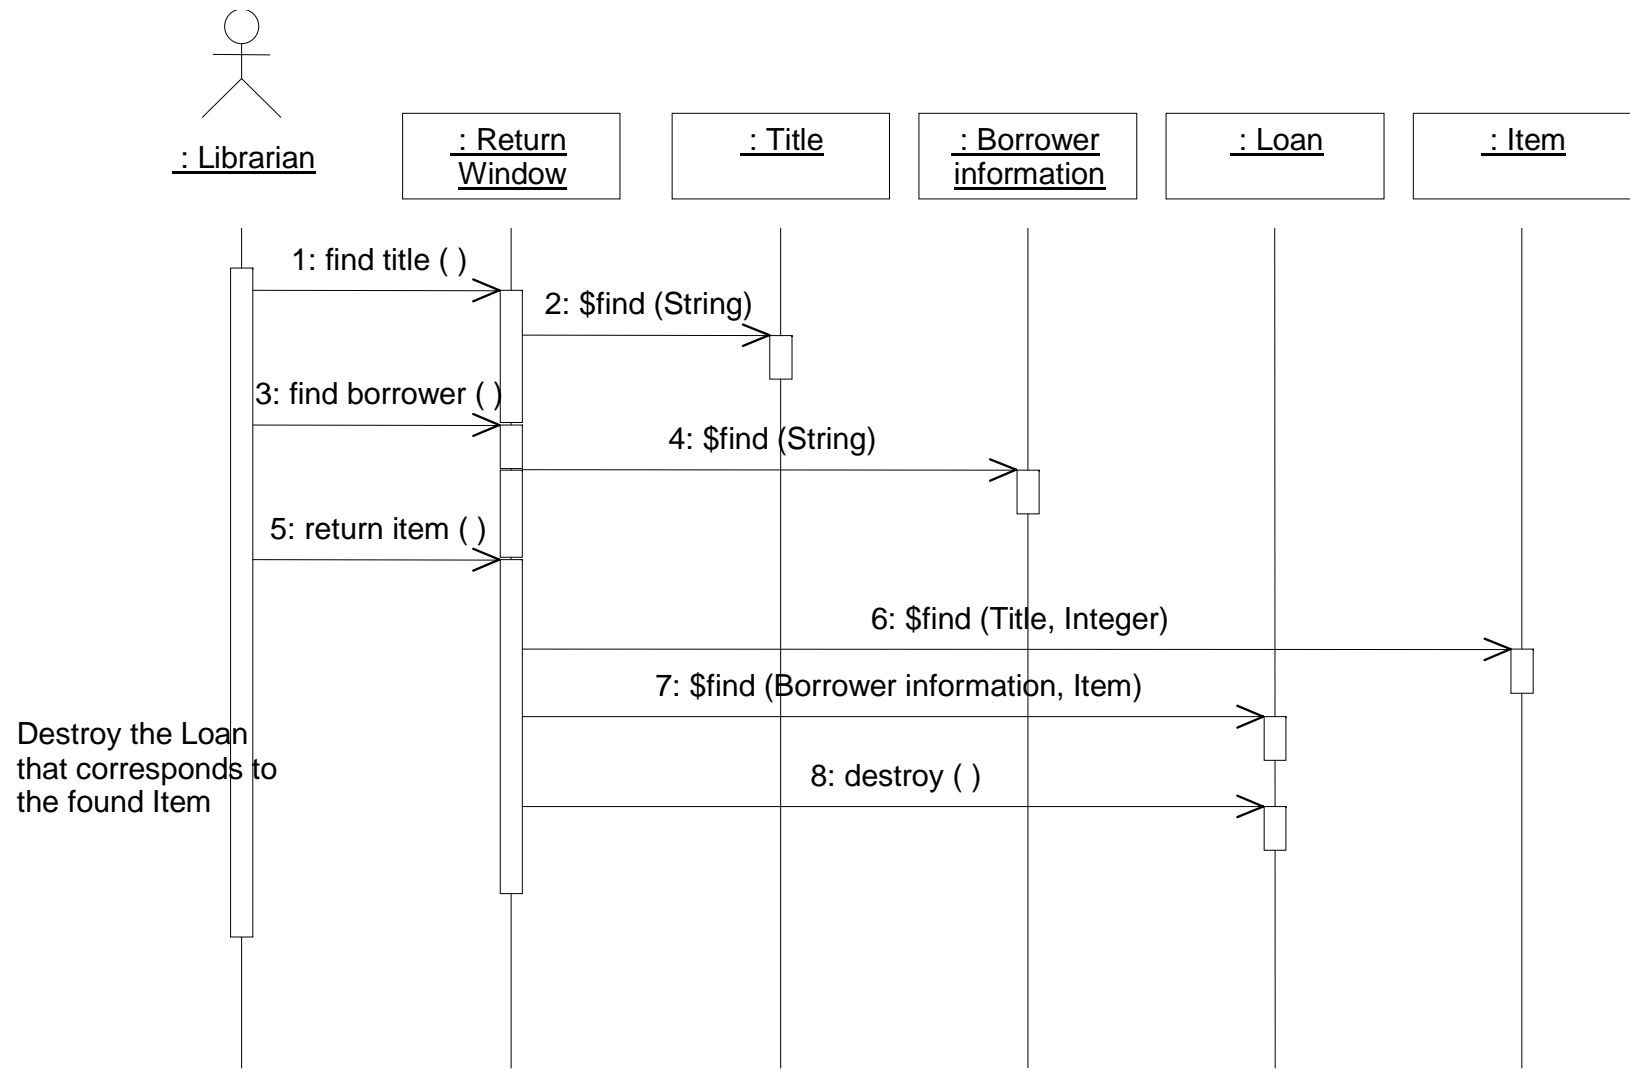 : Librarian
: Return
Window
: Title
: Borrower
information
: Loan
: Item
1: find title ( )
2: $find (String)
3: find borrower ( )
4: $find (String)
5: return item ( )
6: $find (Title, Integer)
7: $find (Borrower information, Item)
Destroy the Loan
that corresponds to
the found Item
8: destroy ( )